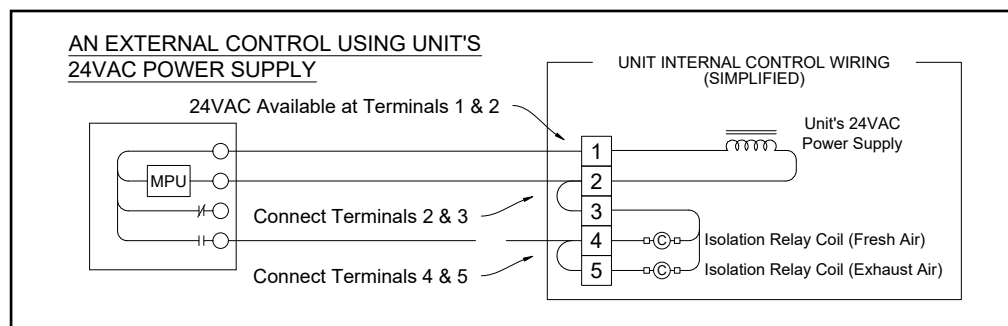 AN EXTERNAL CONTROL USING UNIT'S
24VAC POWER SUPPLY
UNIT INTERNAL CONTROL WIRING
(SIMPLIFIED)
24VAC Available at Terminals 1 & 2
Unit's 24VAC
Power Supply
1
MPU
2
Connect Terminals 2 & 3
3
4
C
Isolation Relay Coil (Fresh Air)
Connect Terminals 4 & 5
5
C
Isolation Relay Coil (Exhaust Air)